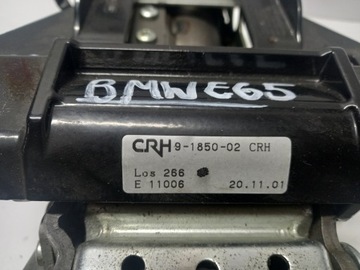 BMW E65
CRH 9-1850-02 CRH
Los 266
E 11006 20.11.01